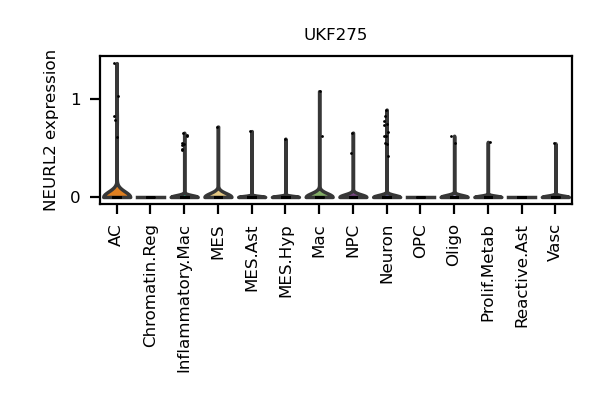 UKF275
NEURL2 expression
1
0
AC
Chromatin.Reg
Inflammatory.Mac
MES
MES.Ast
MES.Hyp
Mac
NPC
Neuron
OPC
Oligo
Prolif.Metab
Reactive.Ast
Vasc